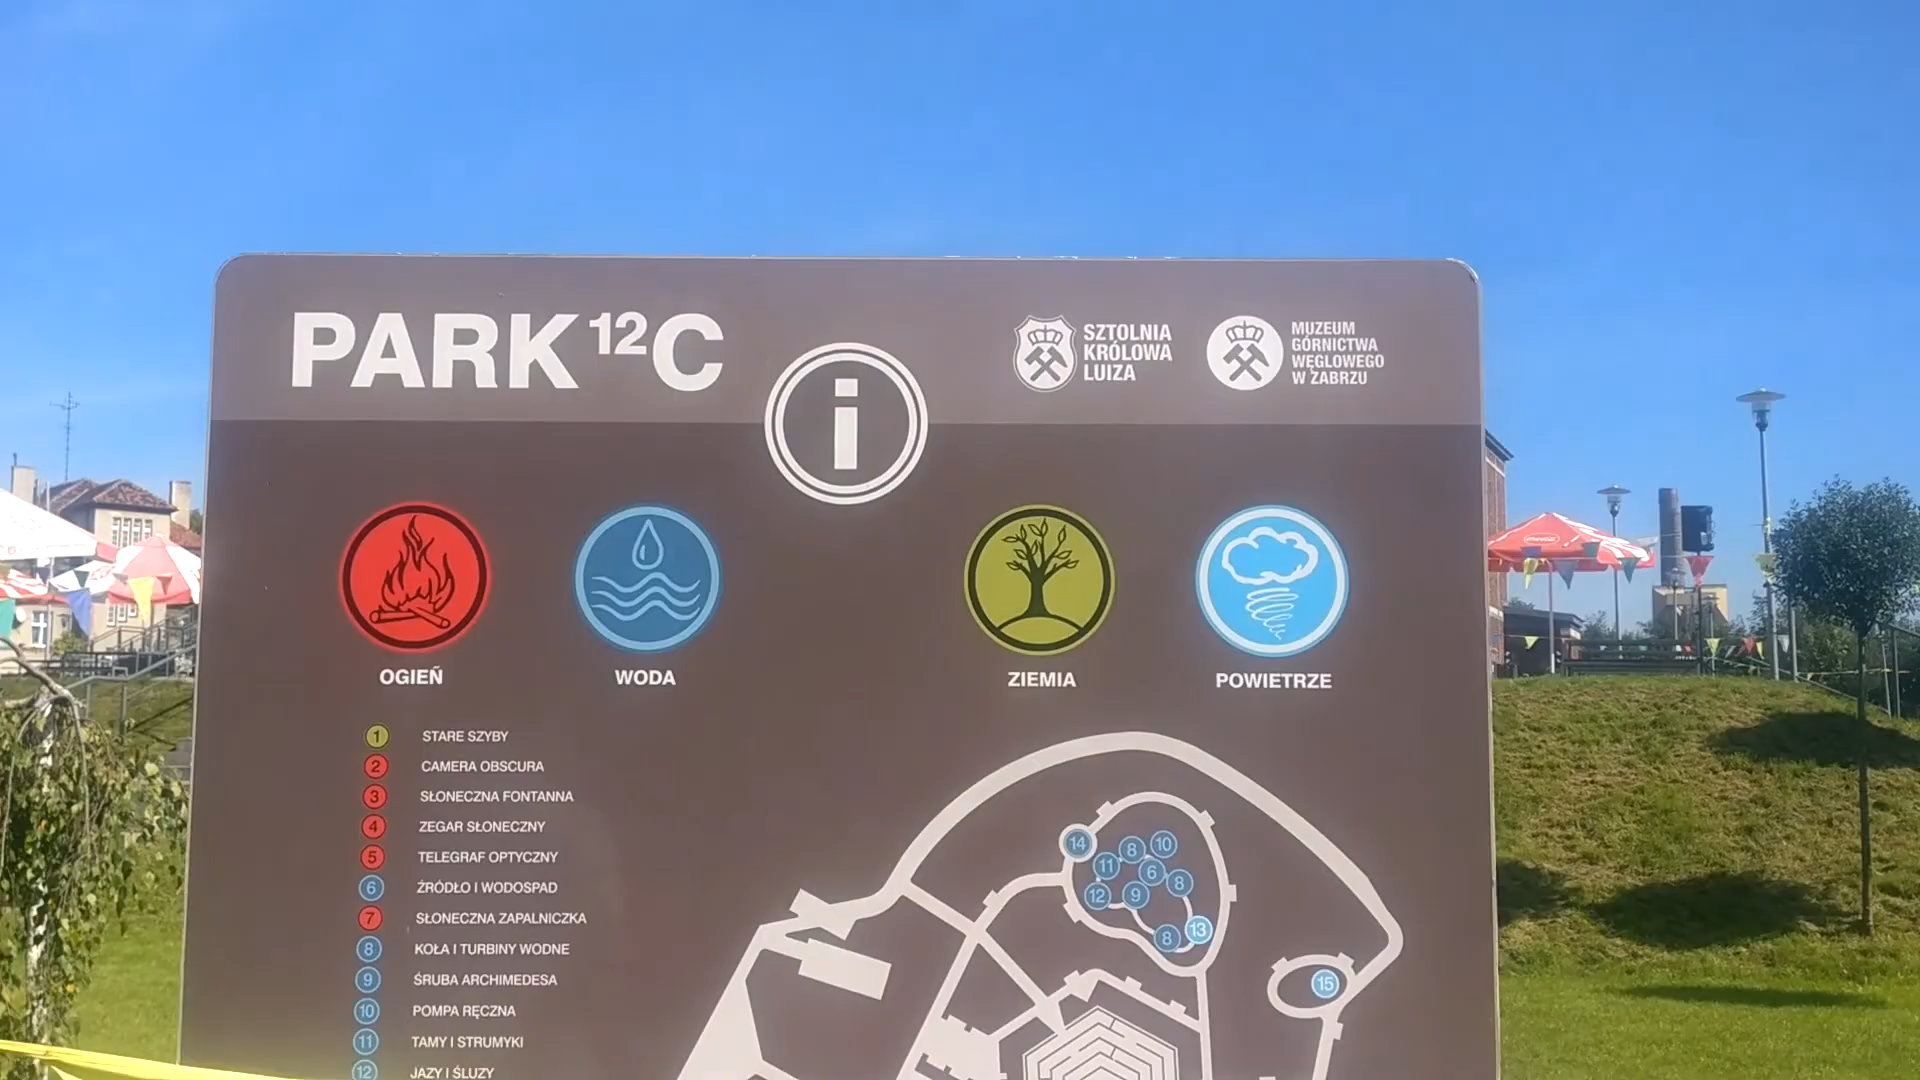 PARK ¹²C
i
SZTOLNIA
KRÓLOWA
LUIZA
MUZEUM
GÓRNICTWA
WĘGLOWEGO
W ZABRZU
OGIEŃ
WODA
ZIEMIA
POWIETRZE
1 STARE SZYBY
2 CAMERA OBSCURA
3 SŁONECZNA FONTANNA
4 ZEGAR SŁONECZNY
5 TELEGRAF OPTYCZNY
6 ŹRÓDŁO I WODOSPAD
7 SŁONECZNA ZAPALNICZKA
8 KOŁA I TURBINY WODNE
9 ŚRUBA ARCHIMEDESA
10 POMPA RĘCZNA
11 TAMY I STRUMYKI
12 JAZY I ŚLUZY
14
8
10
11
6
8
12
9
13
8
15